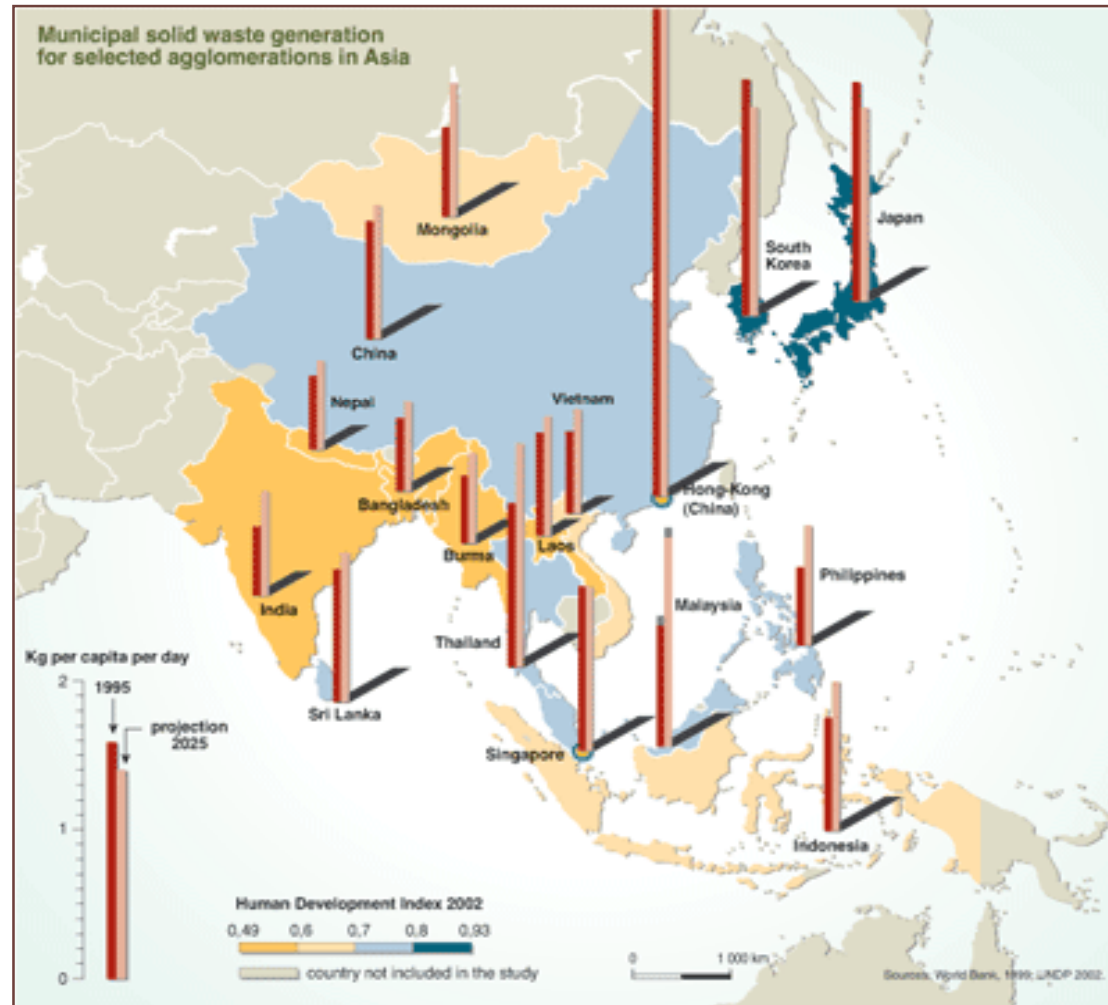 Municipal solid waste generation
for selected agglomerations in Asia
Mongolia
Japan
South
Korea
China
Nepal
Vietnam
Bangladesh
Hong-Kong
(China)
Burma
Laos
India
Malaysia
Philippines
Thailand
Kg per capita per day
2
1995
projection
2025
Sri Lanka
Singapore
1
Indonesia
Human Development Index 2002
0,49 0,6 0,7 0,8 0,93
country not included in the study
0
0 1 000 km
Sources: World Bank, 1999; UNDP 2002.